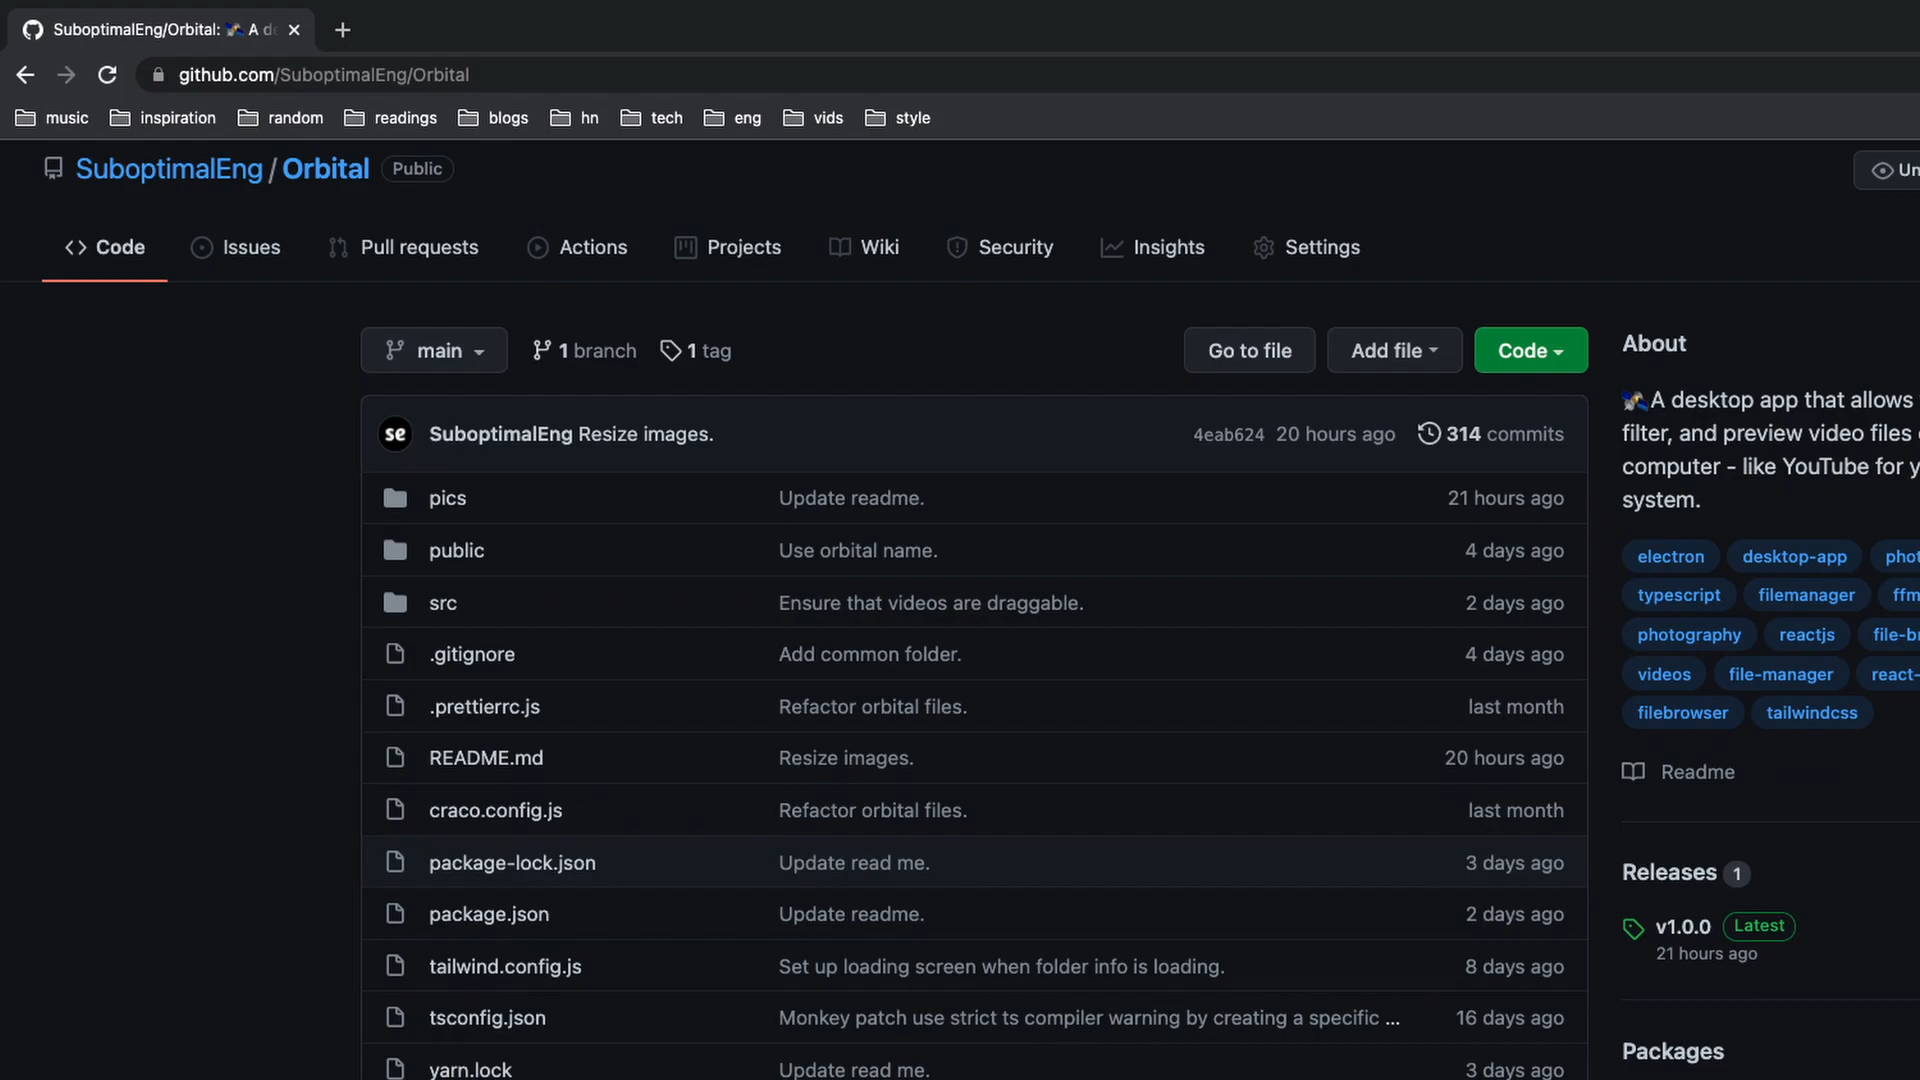 SuboptimalEng/Orbital: 🛰 A de
github.com/SuboptimalEng/Orbital
music inspiration random readings blogs hn tech eng vids style
SuboptimalEng / Orbital Public
Un
Code Issues Pull requests Actions Projects Wiki Security Insights Settings
main 1 branch 1 tag Go to file Add file Code
se SuboptimalEng Resize images. 4eab624 20 hours ago 314 commits
pics Update readme. 21 hours ago
public Use orbital name. 4 days ago
src Ensure that videos are draggable. 2 days ago
.gitignore Add common folder. 4 days ago
.prettierrc.js Refactor orbital files. last month
README.md Resize images. 20 hours ago
craco.config.js Refactor orbital files. last month
package-lock.json Update read me. 3 days ago
package.json Update readme. 2 days ago
tailwind.config.js Set up loading screen when folder info is loading. 8 days ago
tsconfig.json Monkey patch use strict ts compiler warning by creating a specific ... 16 days ago
yarn.lock Update read me. 3 days ago
About
🛰A desktop app that allows
filter, and preview video files
computer - like YouTube for y
system.
electron desktop-app phot
typescript filemanager ffm
photography reactjs file-br
videos file-manager react-
filebrowser tailwindcss
Readme
Releases 1
v1.0.0 Latest
21 hours ago
Packages